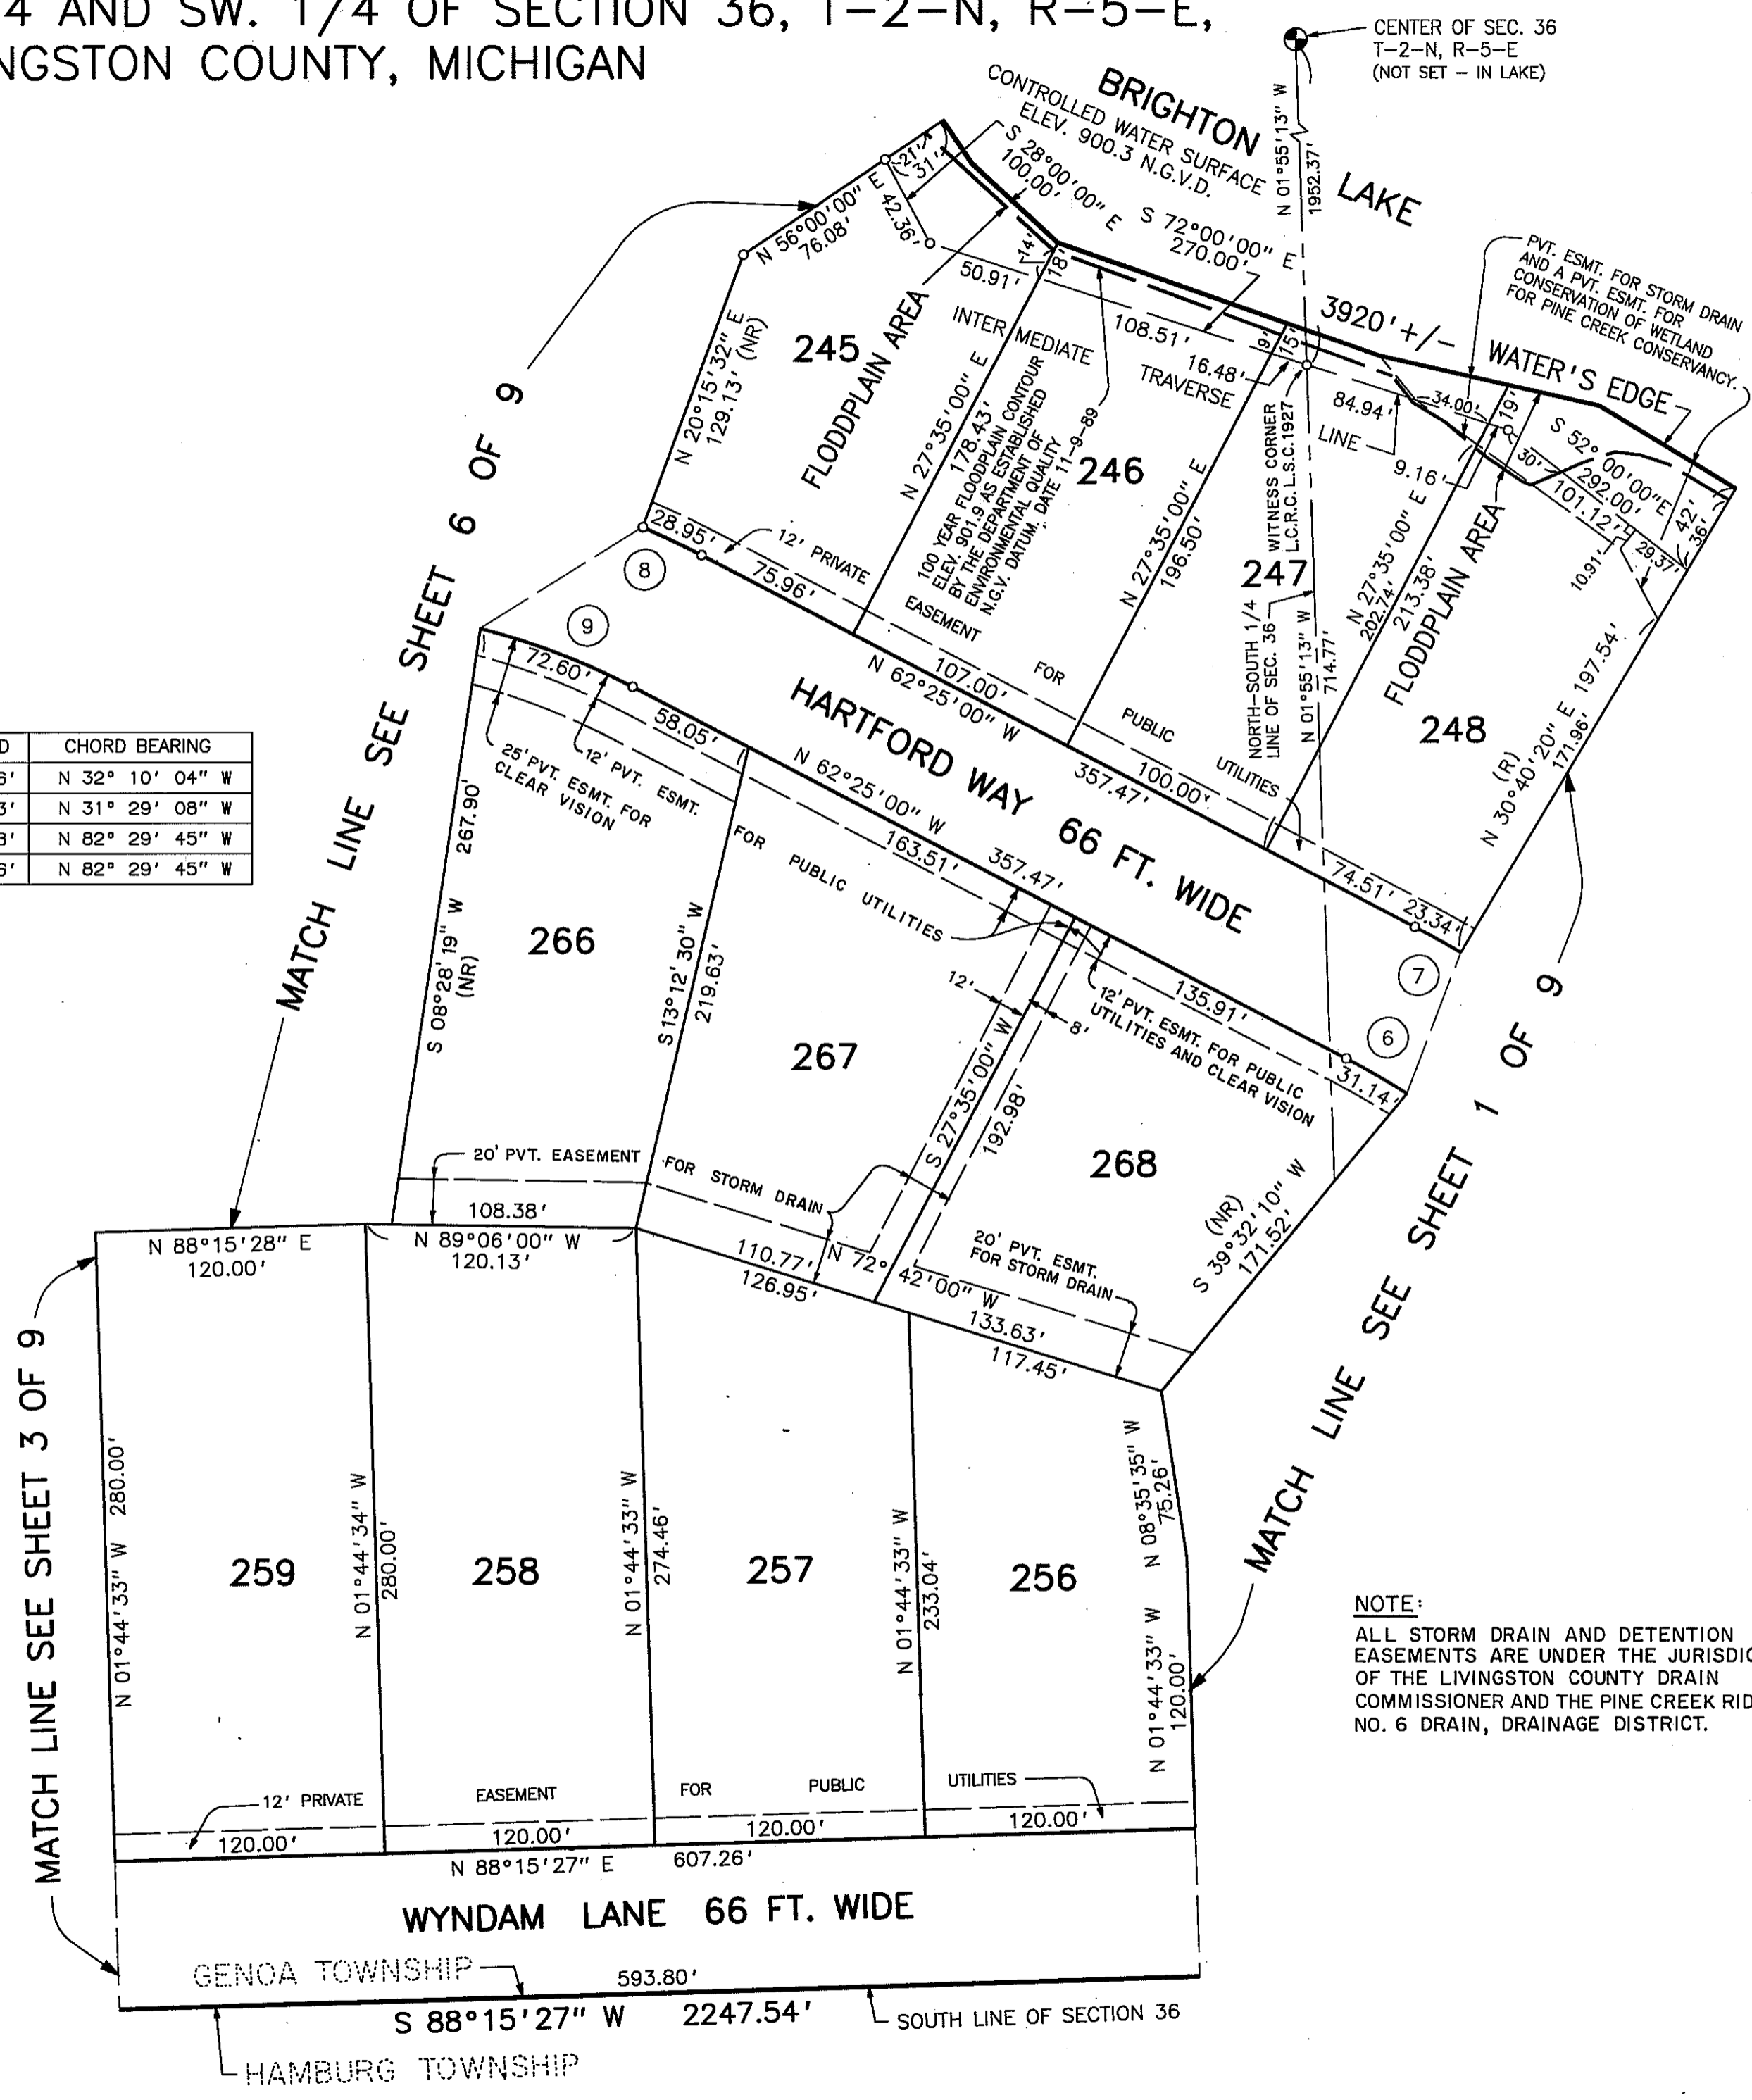 4 AND SW. 1/4 OF SECTION 36, T-2-N, R-5-E,
NGSTON COUNTY, MICHIGAN
CENTER OF SEC. 36
T-2-N, R-5-E
(NOT SET - IN LAKE)
BRIGHTON LAKE
CONTROLLED WATER SURFACE
ELEV. 900.3 N.G.V.D.
N 01°55'13" W
1952.37'
S 28°00'00" E
100.00'
S 72°00'00" E
270.00'
3920'+/-
WATER'S EDGE
PVT. ESMT. FOR STORM DRAIN
AND A PVT. ESMT. FOR
CONSERVATION OF WETLAND
FOR PINE CREEK CONSERVANCY.
21'
31'
42.36'
N 56°00'00" E
76.08'
50.91'
14'
18'
108.51'
16.48'
9'
15'
84.94'
34.00'
19'
9.16'
30'
S 52° 00'00"E
292.00'
101.12'
42'
36'
29.37'
10.91'
INTERMEDIATE
TRAVERSE
LINE
245
N 20°15'32" E
129.13' (NR)
FLODDPLAIN AREA
N 27°35'00" E
178.43'
100 YEAR FLOODPLAIN CONTOUR
ELEV. 901.9 AS ESTABLISHED
BY THE DEPARTMENT OF
ENVIRONMENTAL QUALITY
N.G.V. DATUM. DATE 11-9-89
246
N 27°35'00" E
196.50'
247
WITNESS CORNER
L.C.R.C. L.S.C.1927
NORTH-SOUTH 1/4
LINE OF SEC. 36
N 01°55'13" W
714.77'
N 27°35'00" E
202.74'
213.38'
FLODDPLAIN AREA
248
N 30°40'20" E 197.54'
(R)
171.96'
28.95'
75.96'
12' PRIVATE
EASEMENT
FOR
PUBLIC
UTILITIES
107.00'
N 62°25'00" W
100.00'
357.47'
74.51'
23.34'
8
9
7
6
HARTFORD WAY 66 FT. WIDE
MATCH LINE SEE SHEET 6 OF 9
D
CHORD BEARING
6' N 32° 10' 04" W
3' N 31° 29' 08" W
3' N 82° 29' 45" W
6' N 82° 29' 45" W
72.60'
58.05'
N 62°25'00" W
163.51'
357.47'
135.91'
31.14'
25' PVT. ESMT. FOR
CLEAR VISION
12' PVT. ESMT.
FOR PUBLIC UTILITIES
267.90'
S 08°28'19" W
(NR)
266
S 13°12'30" W
219.63'
267
12'
8'
S 27°35'00" W
192.98'
12' PVT. ESMT. FOR PUBLIC
UTILITIES AND CLEAR VISION
268
S 39°32'10" W
(NR)
171.52'
20' PVT. EASEMENT
FOR STORM DRAIN
20' PVT. ESMT.
FOR STORM DRAIN
MATCH LINE SEE SHEET 1 OF 9
108.38'
N 88°15'28" E
120.00'
N 89°06'00" W
120.13'
110.77'
126.95'
N 72° 42'00" W
133.63'
117.45'
MATCH LINE SEE SHEET 3 OF 9
N 01°44'33" W 280.00'
259
N 01°44'34" W
280.00'
258
N 01°44'33" W
274.46'
257
N 01°44'33" W
233.04'
256
N 08°35'35" W
75.26'
N 01°44'33" W
120.00'
NOTE:
ALL STORM DRAIN AND DETENTION
EASEMENTS ARE UNDER THE JURISDIC
OF THE LIVINGSTON COUNTY DRAIN
COMMISSIONER AND THE PINE CREEK RID
NO. 6 DRAIN, DRAINAGE DISTRICT.
12' PRIVATE EASEMENT FOR PUBLIC UTILITIES
120.00'
120.00'
120.00'
120.00'
N 88°15'27" E 607.26'
WYNDAM LANE 66 FT. WIDE
GENOA TOWNSHIP
593.80'
S 88°15'27" W 2247.54'
SOUTH LINE OF SECTION 36
HAMBURG TOWNSHIP